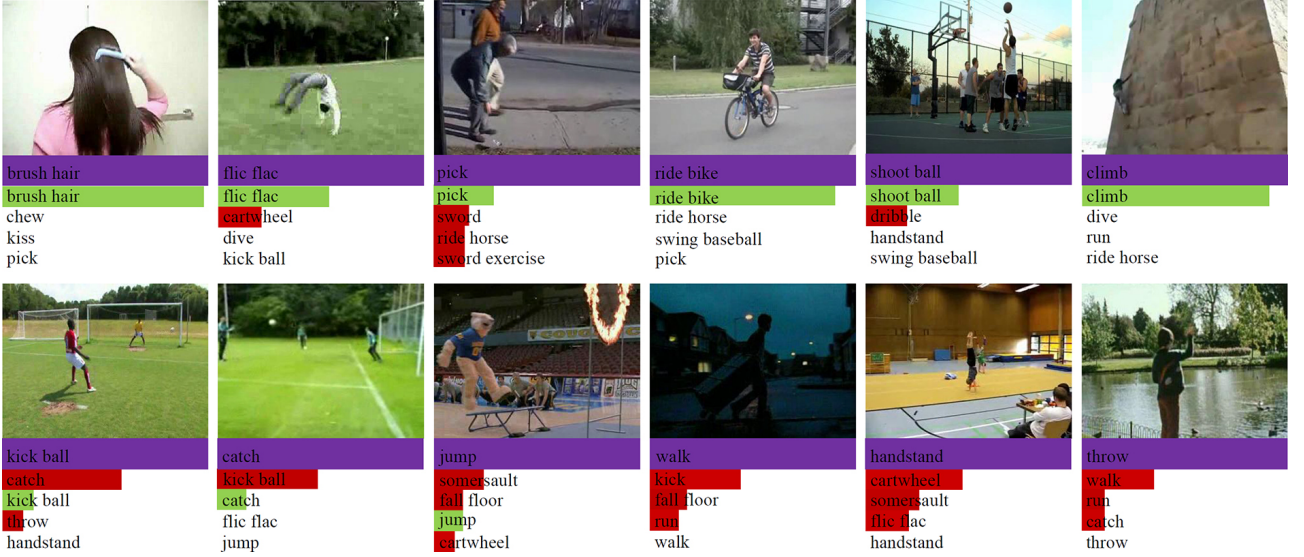 brush hair
brush hair
chew
kiss
pick
flic flac
flic flac
cartwheel
dive
kick ball
pick
pick
sword
ride horse
sword exercise
ride bike
ride bike
ride horse
swing baseball
pick
shoot ball
shoot ball
dribble
handstand
swing baseball
climb
climb
dive
run
ride horse
kick ball
catch
kick ball
throw
handstand
catch
kick ball
catch
flic flac
jump
jump
somersault
fall floor
jump
cartwheel
walk
kick
fall floor
run
walk
handstand
cartwheel
somersault
flic flac
handstand
throw
walk
run
catch
throw